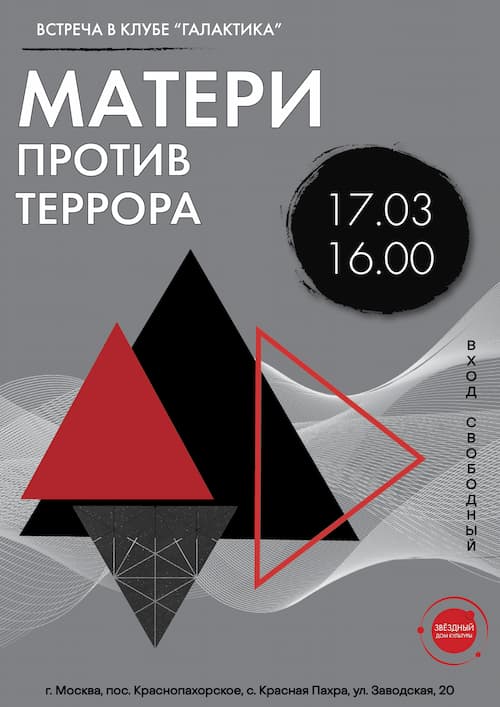 ВСТРЕЧА В КЛУБЕ “ГАЛАКТИКА”
МАТЕРИ
ПРОТИВ
ТЕРРОРА
17.03
16.00
ВХОД СВОБОДНЫЙ
ЗВЁЗДНЫЙ
ДОМ КУЛЬТУРЫ
г. Москва, пос. Краснопахорское, с. Красная Пахра, ул. Заводская, 20